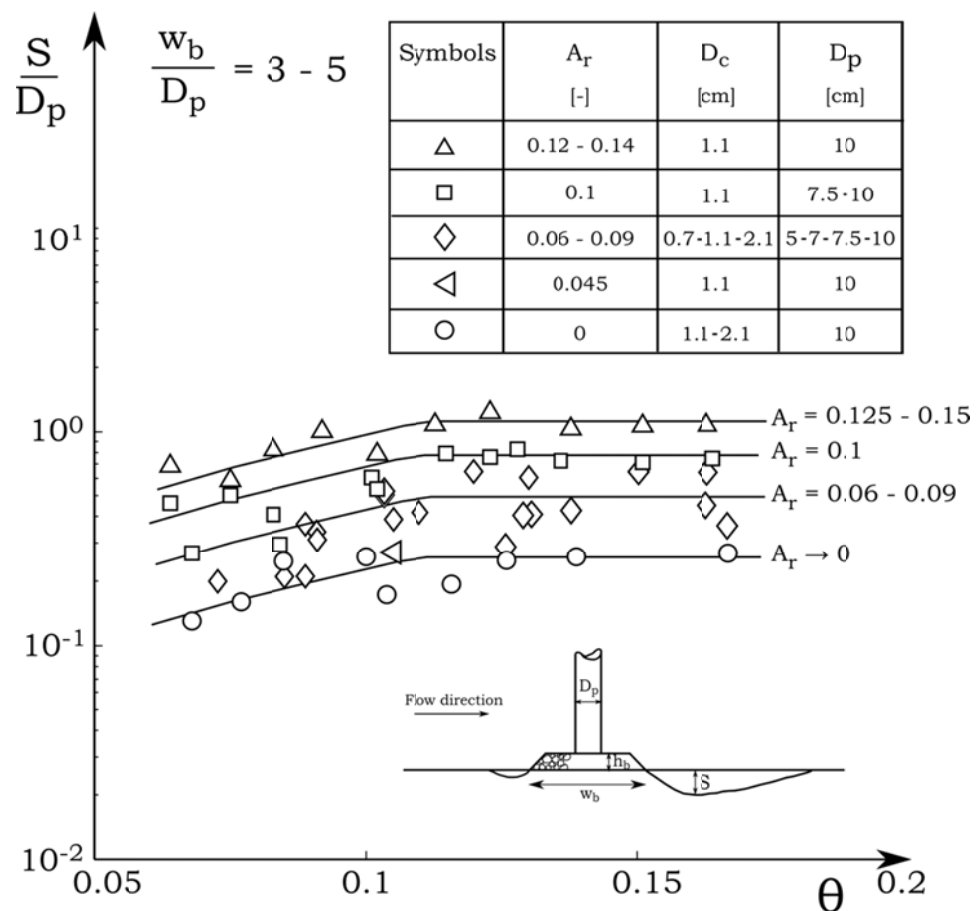 S/D_p
w_b/D_p = 3 - 5
Symbols A_r D_c D_p
[-] [cm] [cm]
△ 0.12 - 0.14 1.1 10
□ 0.1 1.1 7.5-10
◇ 0.06 - 0.09 0.7-1.1-2.1 5-7-7.5-10
◁ 0.045 1.1 10
○ 0 1.1-2.1 10
10^1
10^0
10^-1
10^-2
A_r = 0.125 - 0.15
A_r = 0.1
A_r = 0.06 - 0.09
A_r → 0
D_p
Flow direction
h_b
w_b
S
0.05 0.1 0.15 0.2
θ